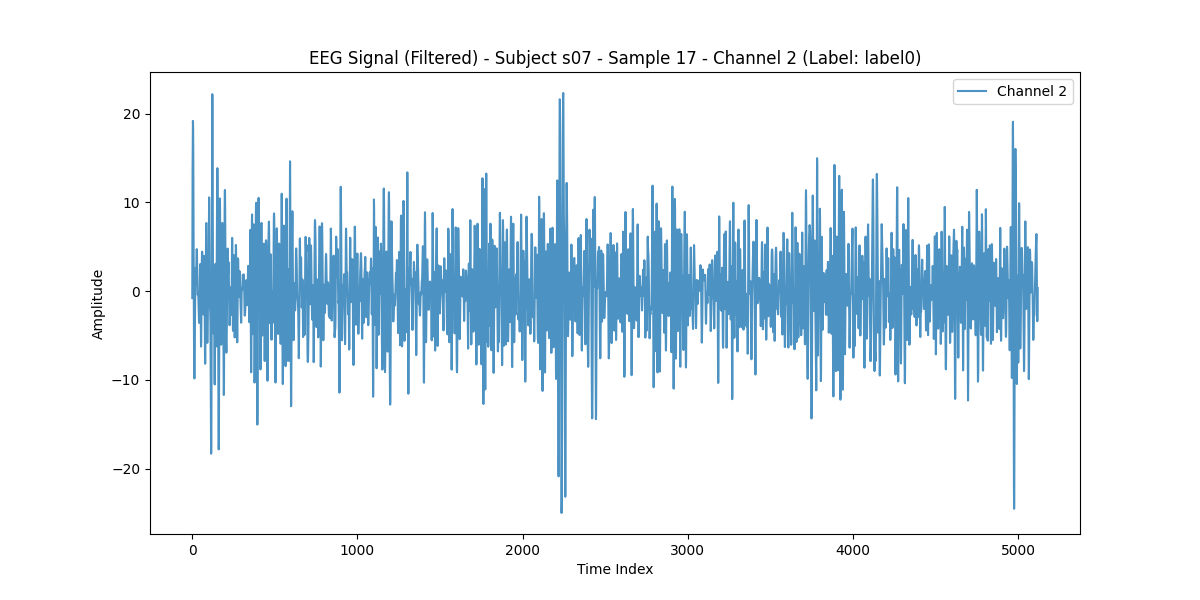 EEG Signal (Filtered) - Subject s07 - Sample 17 - Channel 2 (Label: label0)
Channel 2
20
10
0
−10
−20
Amplitude
0
1000
2000
3000
4000
5000
Time Index